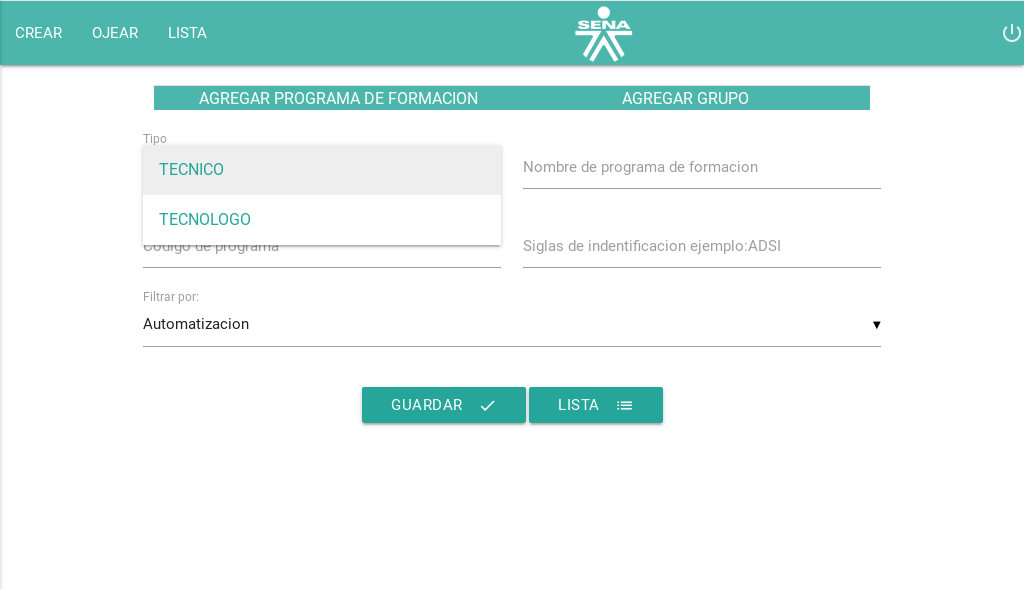 CREAR OJEAR LISTA
SENA
AGREGAR PROGRAMA DE FORMACION AGREGAR GRUPO
Tipo
TECNICO
Nombre de programa de formacion
TECNOLOGO
Codigo de programa
Siglas de indentificacion ejemplo:ADSI
Filtrar por:
Automatizacion
GUARDAR LISTA